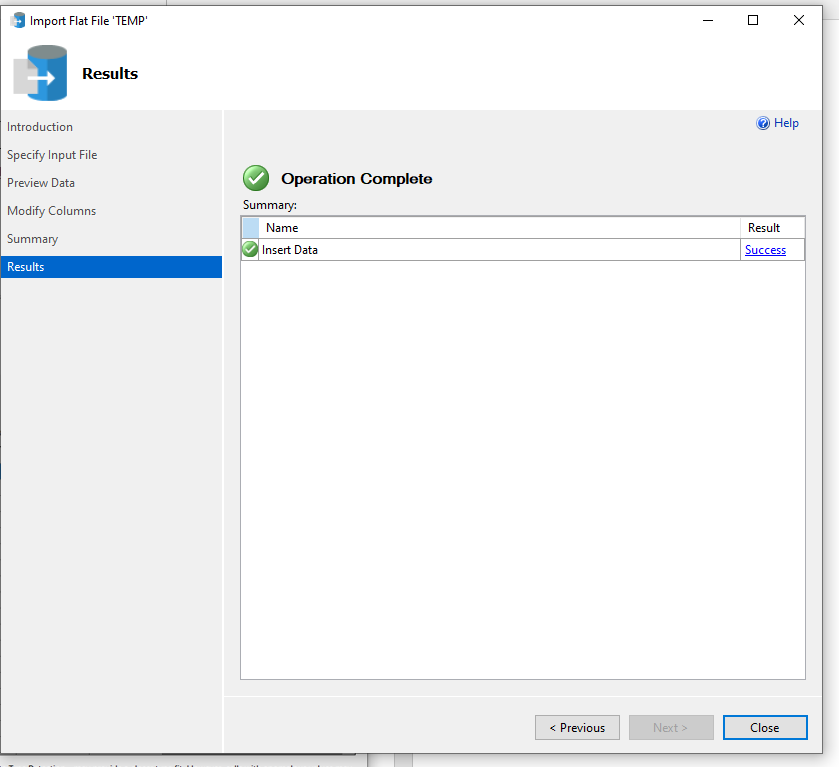 Import Flat File 'TEMP'
Results
Introduction
Specify Input File
Preview Data
Modify Columns
Summary
Results
Help
Operation Complete
Summary:
Name Result
Insert Data Success
< Previous Next > Close